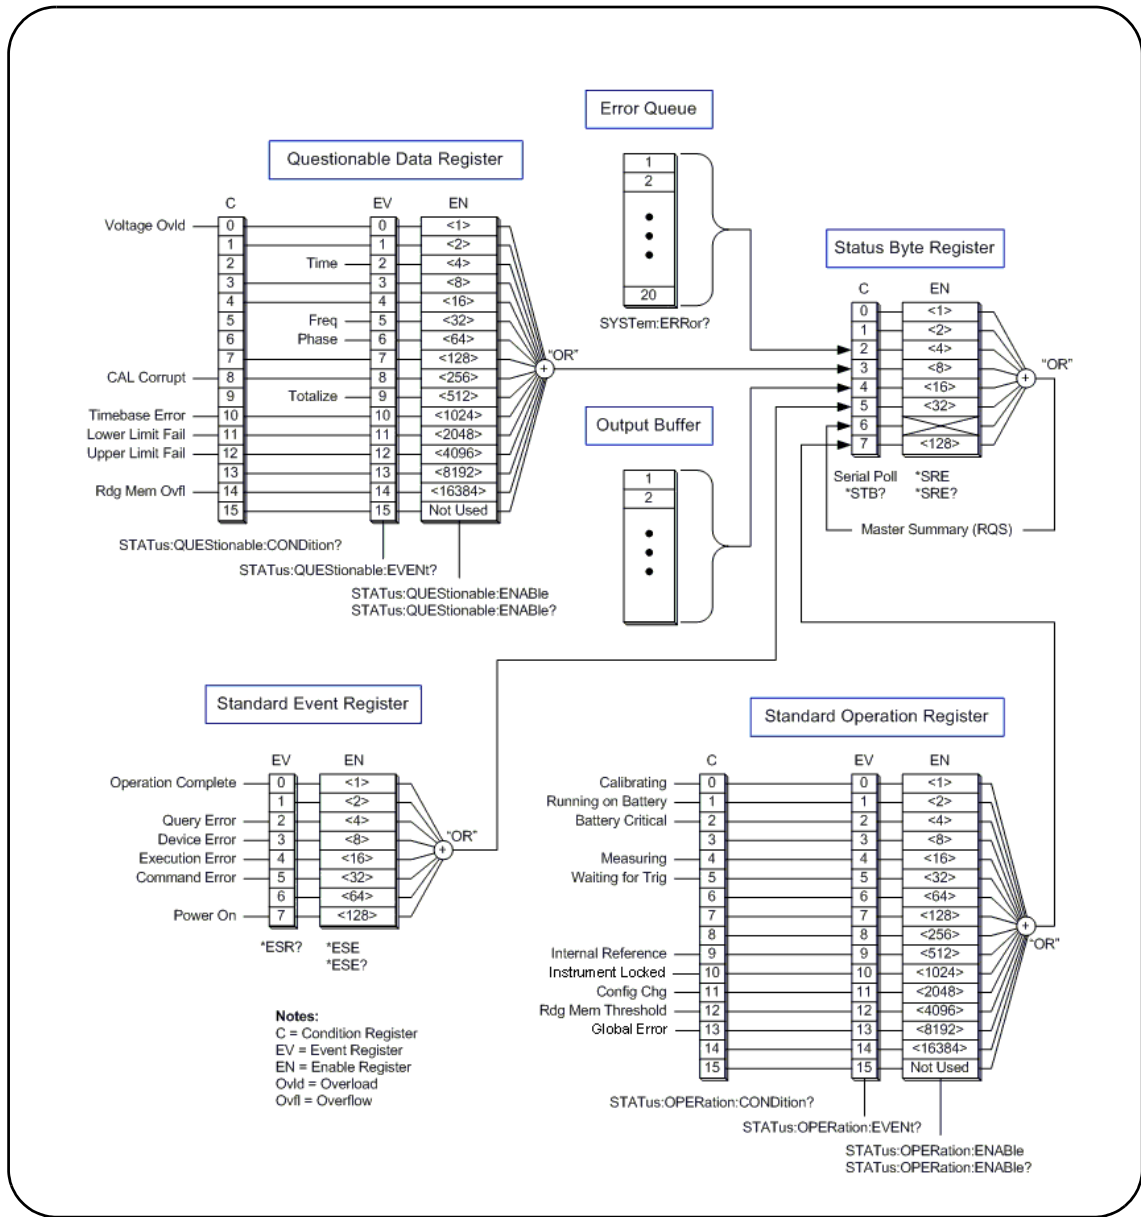 Error Queue
1
2
20
SYSTem:ERRor?
Questionable Data Register
C EV EN
Voltage Ovld 0 0 <1>
1 1 <2>
2 Time 2 <4>
3 3 <8>
4 4 <16>
5 Freq 5 <32>
6 Phase 6 <64>
7 7 <128>
CAL Corrupt 8 8 <256>
9 Totalize 9 <512>
Timebase Error 10 10 <1024>
Lower Limit Fail 11 11 <2048>
Upper Limit Fail 12 12 <4096>
13 13 <8192>
Rdg Mem Ovfl 14 14 <16384>
15 15 Not Used
"OR"
+
STATus:QUEStionable:CONDition?
STATus:QUEStionable:EVENt?
STATus:QUEStionable:ENABle
STATus:QUEStionable:ENABle?
Output Buffer
1
2
Status Byte Register
C EN
0 <1>
1 <2>
2 <4>
3 <8>
4 <16>
5 <32>
6
7 <128>
"OR"
+
Serial Poll *SRE
*STB? *SRE?
Master Summary (RQS)
Standard Event Register
EV EN
Operation Complete 0 <1>
1 <2>
Query Error 2 <4>
Device Error 3 <8>
Execution Error 4 <16>
Command Error 5 <32>
6 <64>
Power On 7 <128>
"OR"
+
*ESR? *ESE
*ESE?
Standard Operation Register
C EV EN
Calibrating 0 0 <1>
Running on Battery 1 1 <2>
Battery Critical 2 2 <4>
3 3 <8>
Measuring 4 4 <16>
Waiting for Trig 5 5 <32>
6 6 <64>
7 7 <128>
8 8 <256>
Internal Reference 9 9 <512>
Instrument Locked 10 10 <1024>
Config Chg 11 11 <2048>
Rdg Mem Threshold 12 12 <4096>
Global Error 13 13 <8192>
14 14 <16384>
15 15 Not Used
+
"OR"
STATus:OPERation:CONDition?
STATus:OPERation:EVENt?
STATus:OPERation:ENABle
STATus:OPERation:ENABle?
Notes:
C = Condition Register
EV = Event Register
EN = Enable Register
Ovld = Overload
Ovfl = Overflow